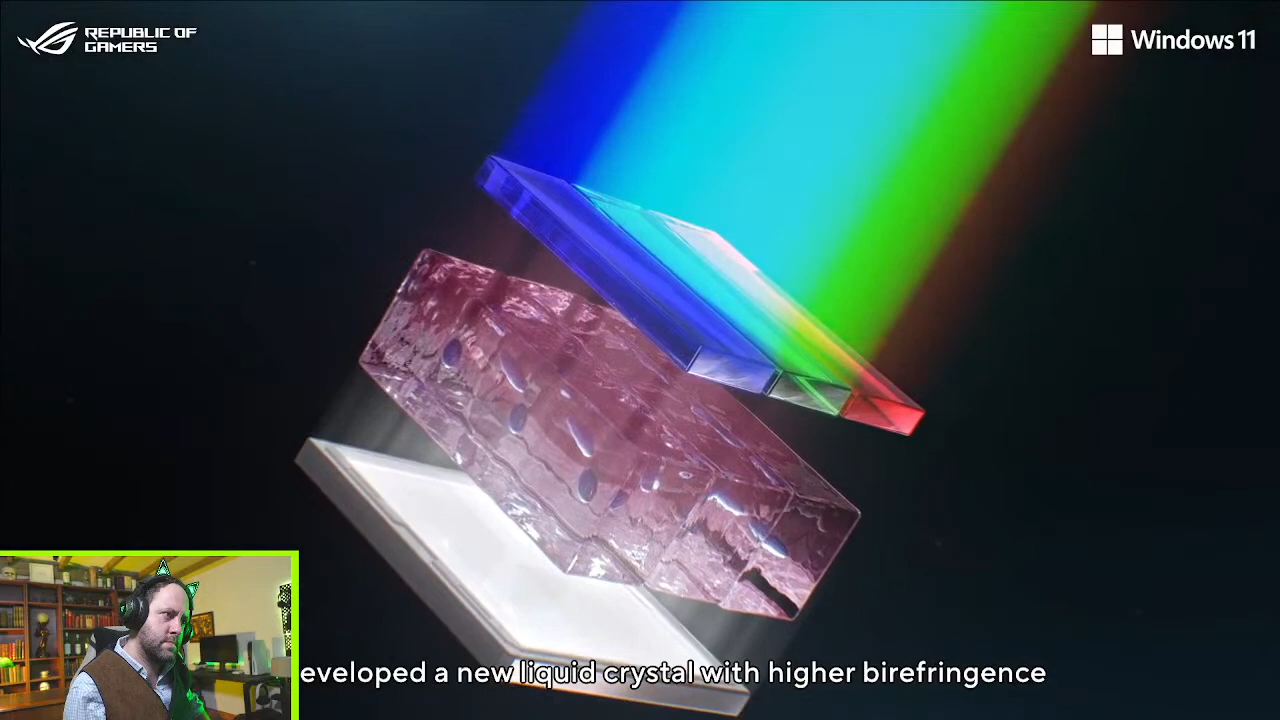 REPUBLIC OF
GAMERS
Windows 11
eveloped a new liquid crystal with higher birefringence